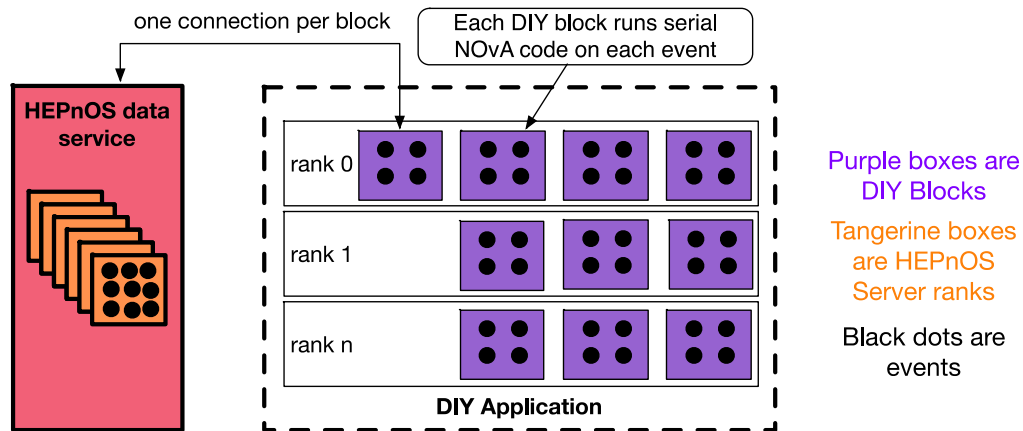 one connection per block
Each DIY block runs serial
NOvA code on each event
HEPnOS data
service
rank 0
rank 1
rank n
DIY Application
Purple boxes are
DIY Blocks
Tangerine boxes
are HEPnOS
Server ranks
Black dots are
events